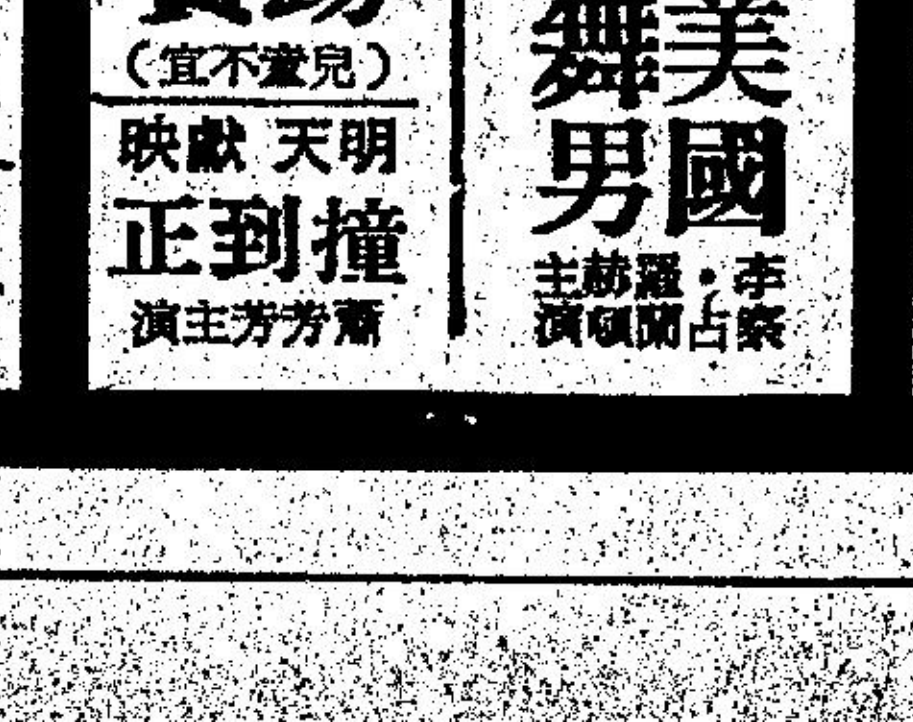 美國
舞男
李察・占
羅蘭赫頓
主演
（兒童不宜）
明天 獻映
撞到正
蕭芳芳主演